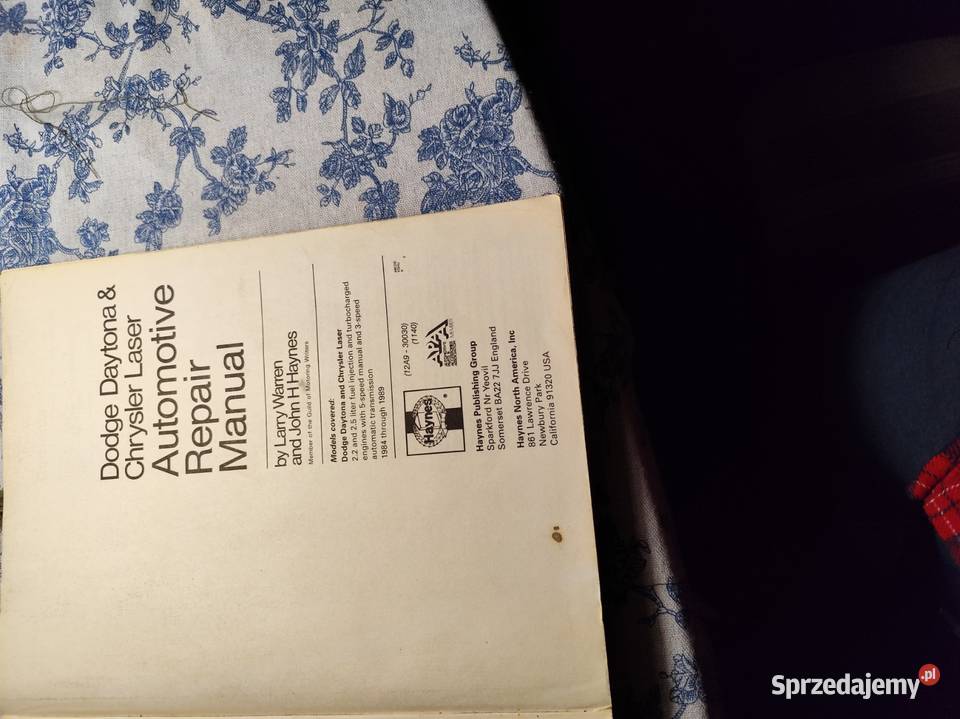 Dodge Daytona &
Chrysler Laser
Automotive
Repair
Manual
by Larry Warren
and John H Haynes
Member of the Guild of Motoring Writers
Models covered:
Dodge Daytona and Chrysler Laser
2.2 and 2.5 liter fuel injection and turbocharged
engines with 5-speed manual and 3-speed
automatic transmission
1984 through 1989
(12A9 - 30030)
(1140)
Haynes
®
Haynes Publishing Group
Sparkford Nr Yeovil
Somerset BA22 7JJ England
Haynes North America, Inc
861 Lawrence Drive
Newbury Park
California 91320 USA
Sprzedajemy.pl